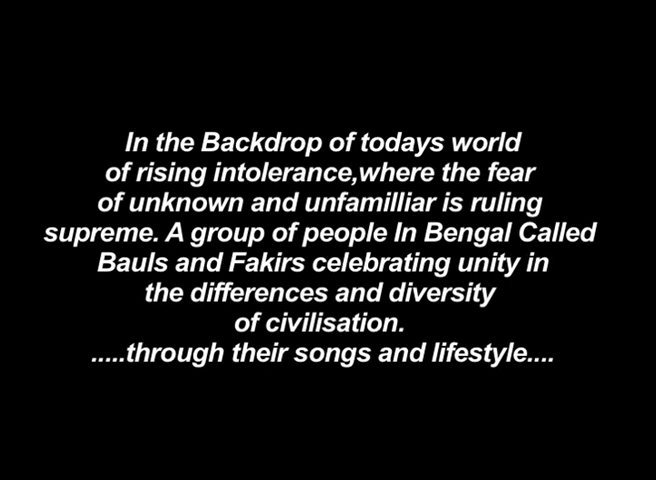 In the Backdrop of todays world
of rising intolerance,where the fear
of unknown and unfamilliar is ruling
supreme. A group of people In Bengal Called
Bauls and Fakirs celebrating unity in
the differences and diversity
of civilisation.
.....through their songs and lifestyle....